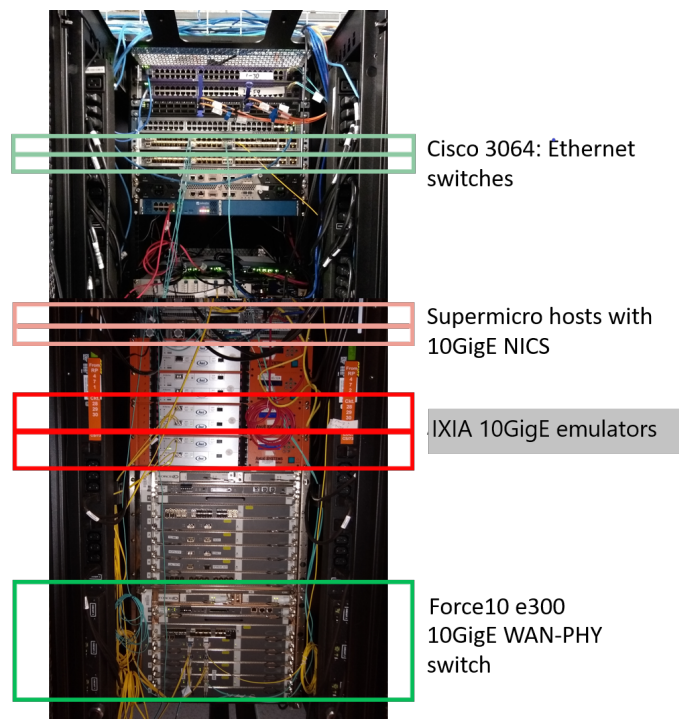 Cisco 3064: Ethernet
switches
Supermicro hosts with
10GigE NICS
IXIA 10GigE emulators
Force10 e300
10GigE WAN-PHY
switch